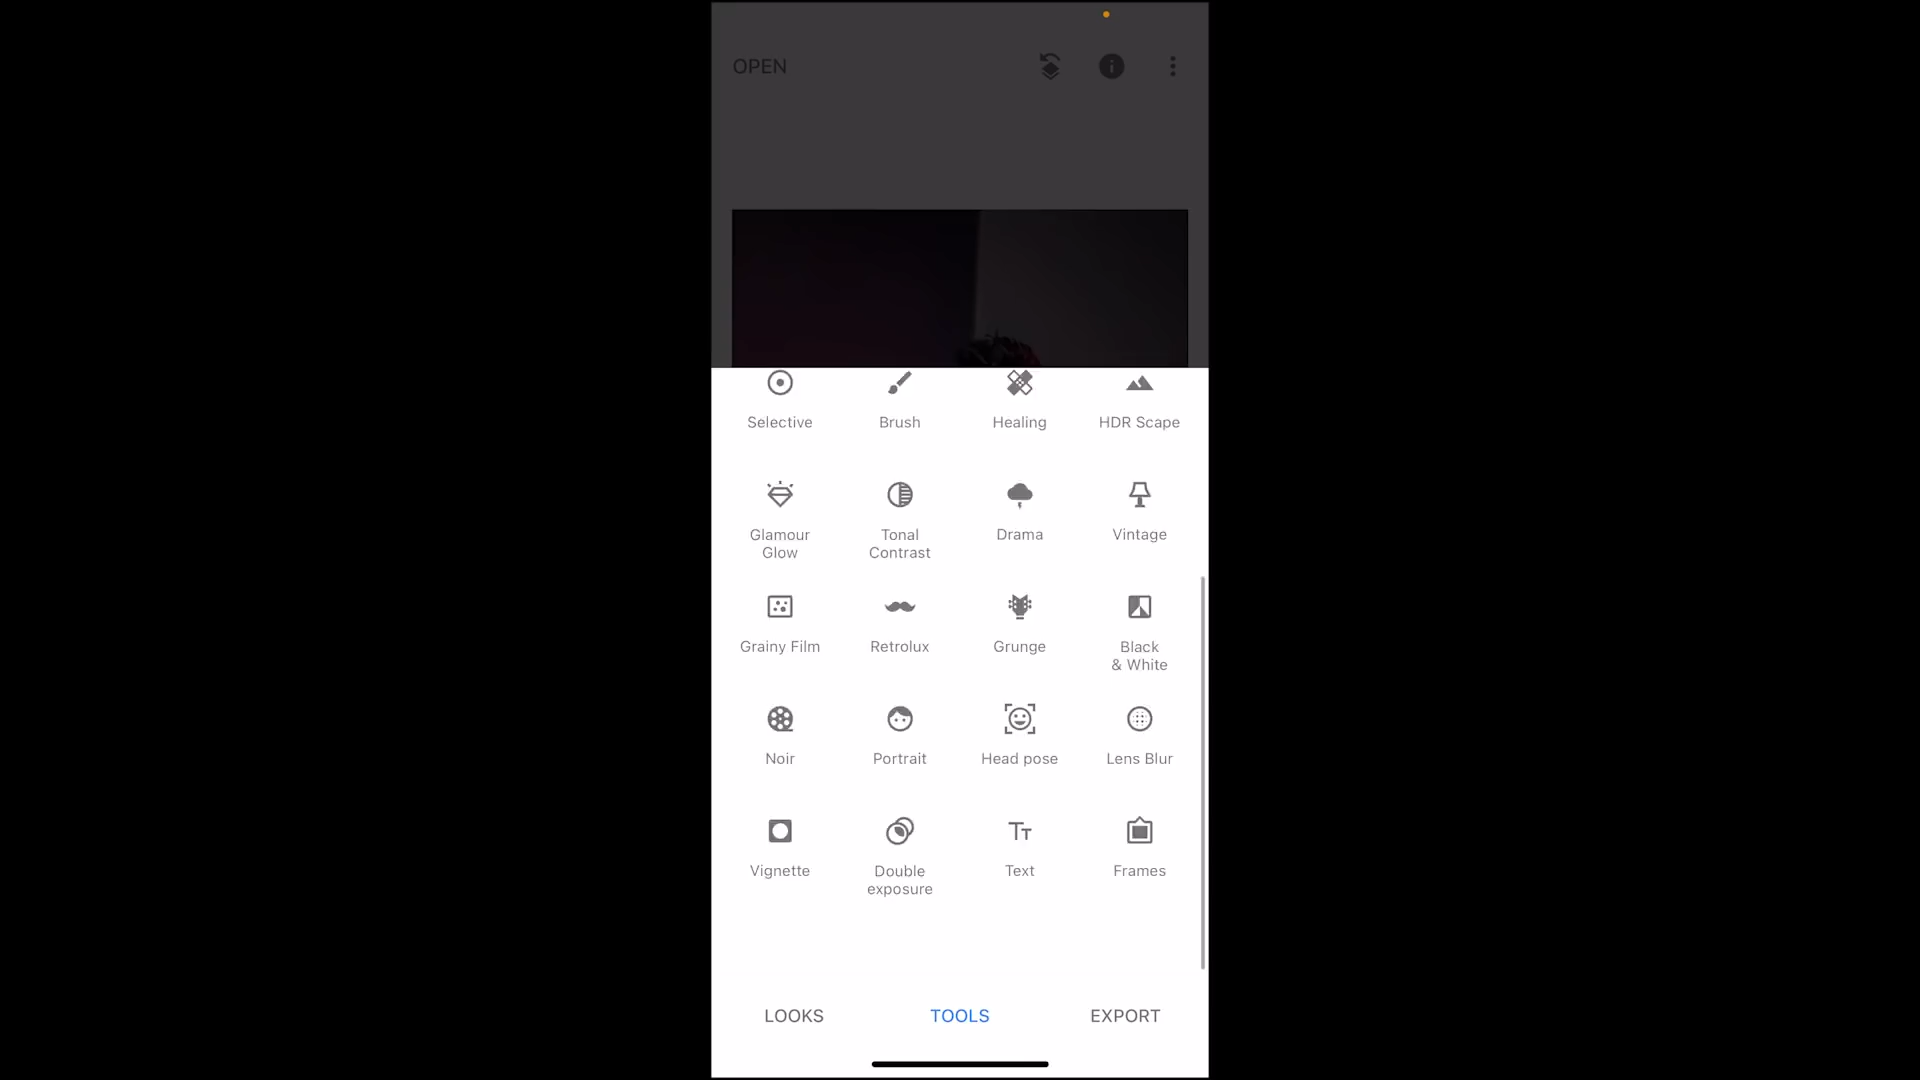 OPEN
Selective Brush Healing HDR Scape
Glamour Glow Tonal Contrast Drama Vintage
Grainy Film Retrolux Grunge Black & White
Noir Portrait Head pose Lens Blur
Vignette Double exposure Text Frames
LOOKS TOOLS EXPORT